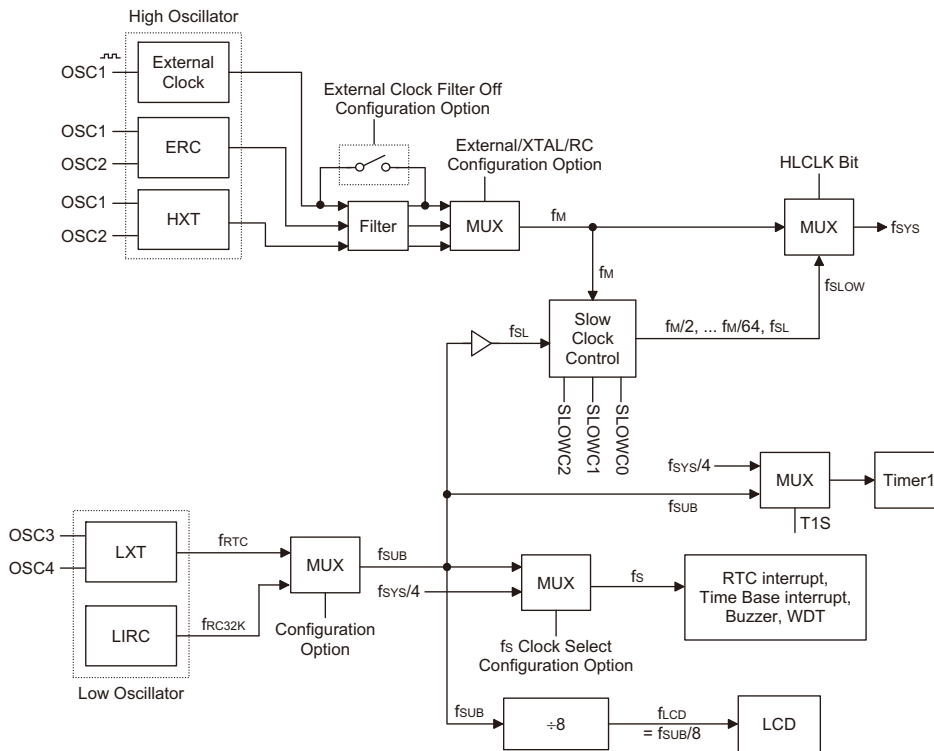 High Oscillator
OSC1
External
Clock
External Clock Filter Off
Configuration Option
OSC1
OSC2
ERC
External/XTAL/RC
Configuration Option
HLCLK Bit
OSC1
OSC2
HXT
Filter
MUX
fM
MUX
fSYS
fM
fSLOW
fSL
Slow
Clock
Control
fM/2, ... fM/64, fSL
SLOWC2
SLOWC1
SLOWC0
fSYS/4
fSUB
MUX
Timer1
T1S
OSC3
OSC4
LXT
fRTC
MUX
fSUB
fSYS/4
MUX
fS
RTC interrupt,
Time Base interrupt,
Buzzer, WDT
LIRC
fRC32K
Configuration
Option
fS Clock Select
Configuration Option
Low Oscillator
fSUB
÷8
fLCD
= fSUB/8
LCD